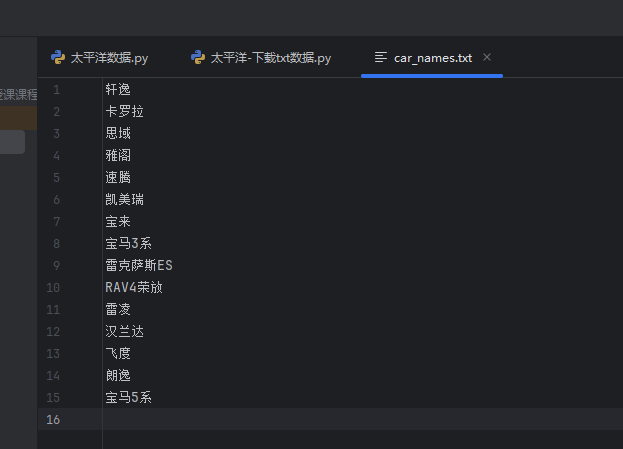 太平洋数据.py 太平洋-下载txt数据.py car_names.txt
课课程
1 轩逸
2 卡罗拉
3 思域
4 雅阁
5 速腾
6 凯美瑞
7 宝来
8 宝马3系
9 雷克萨斯ES
10 RAV4荣放
11 雷凌
12 汉兰达
13 飞度
14 朗逸
15 宝马5系
16